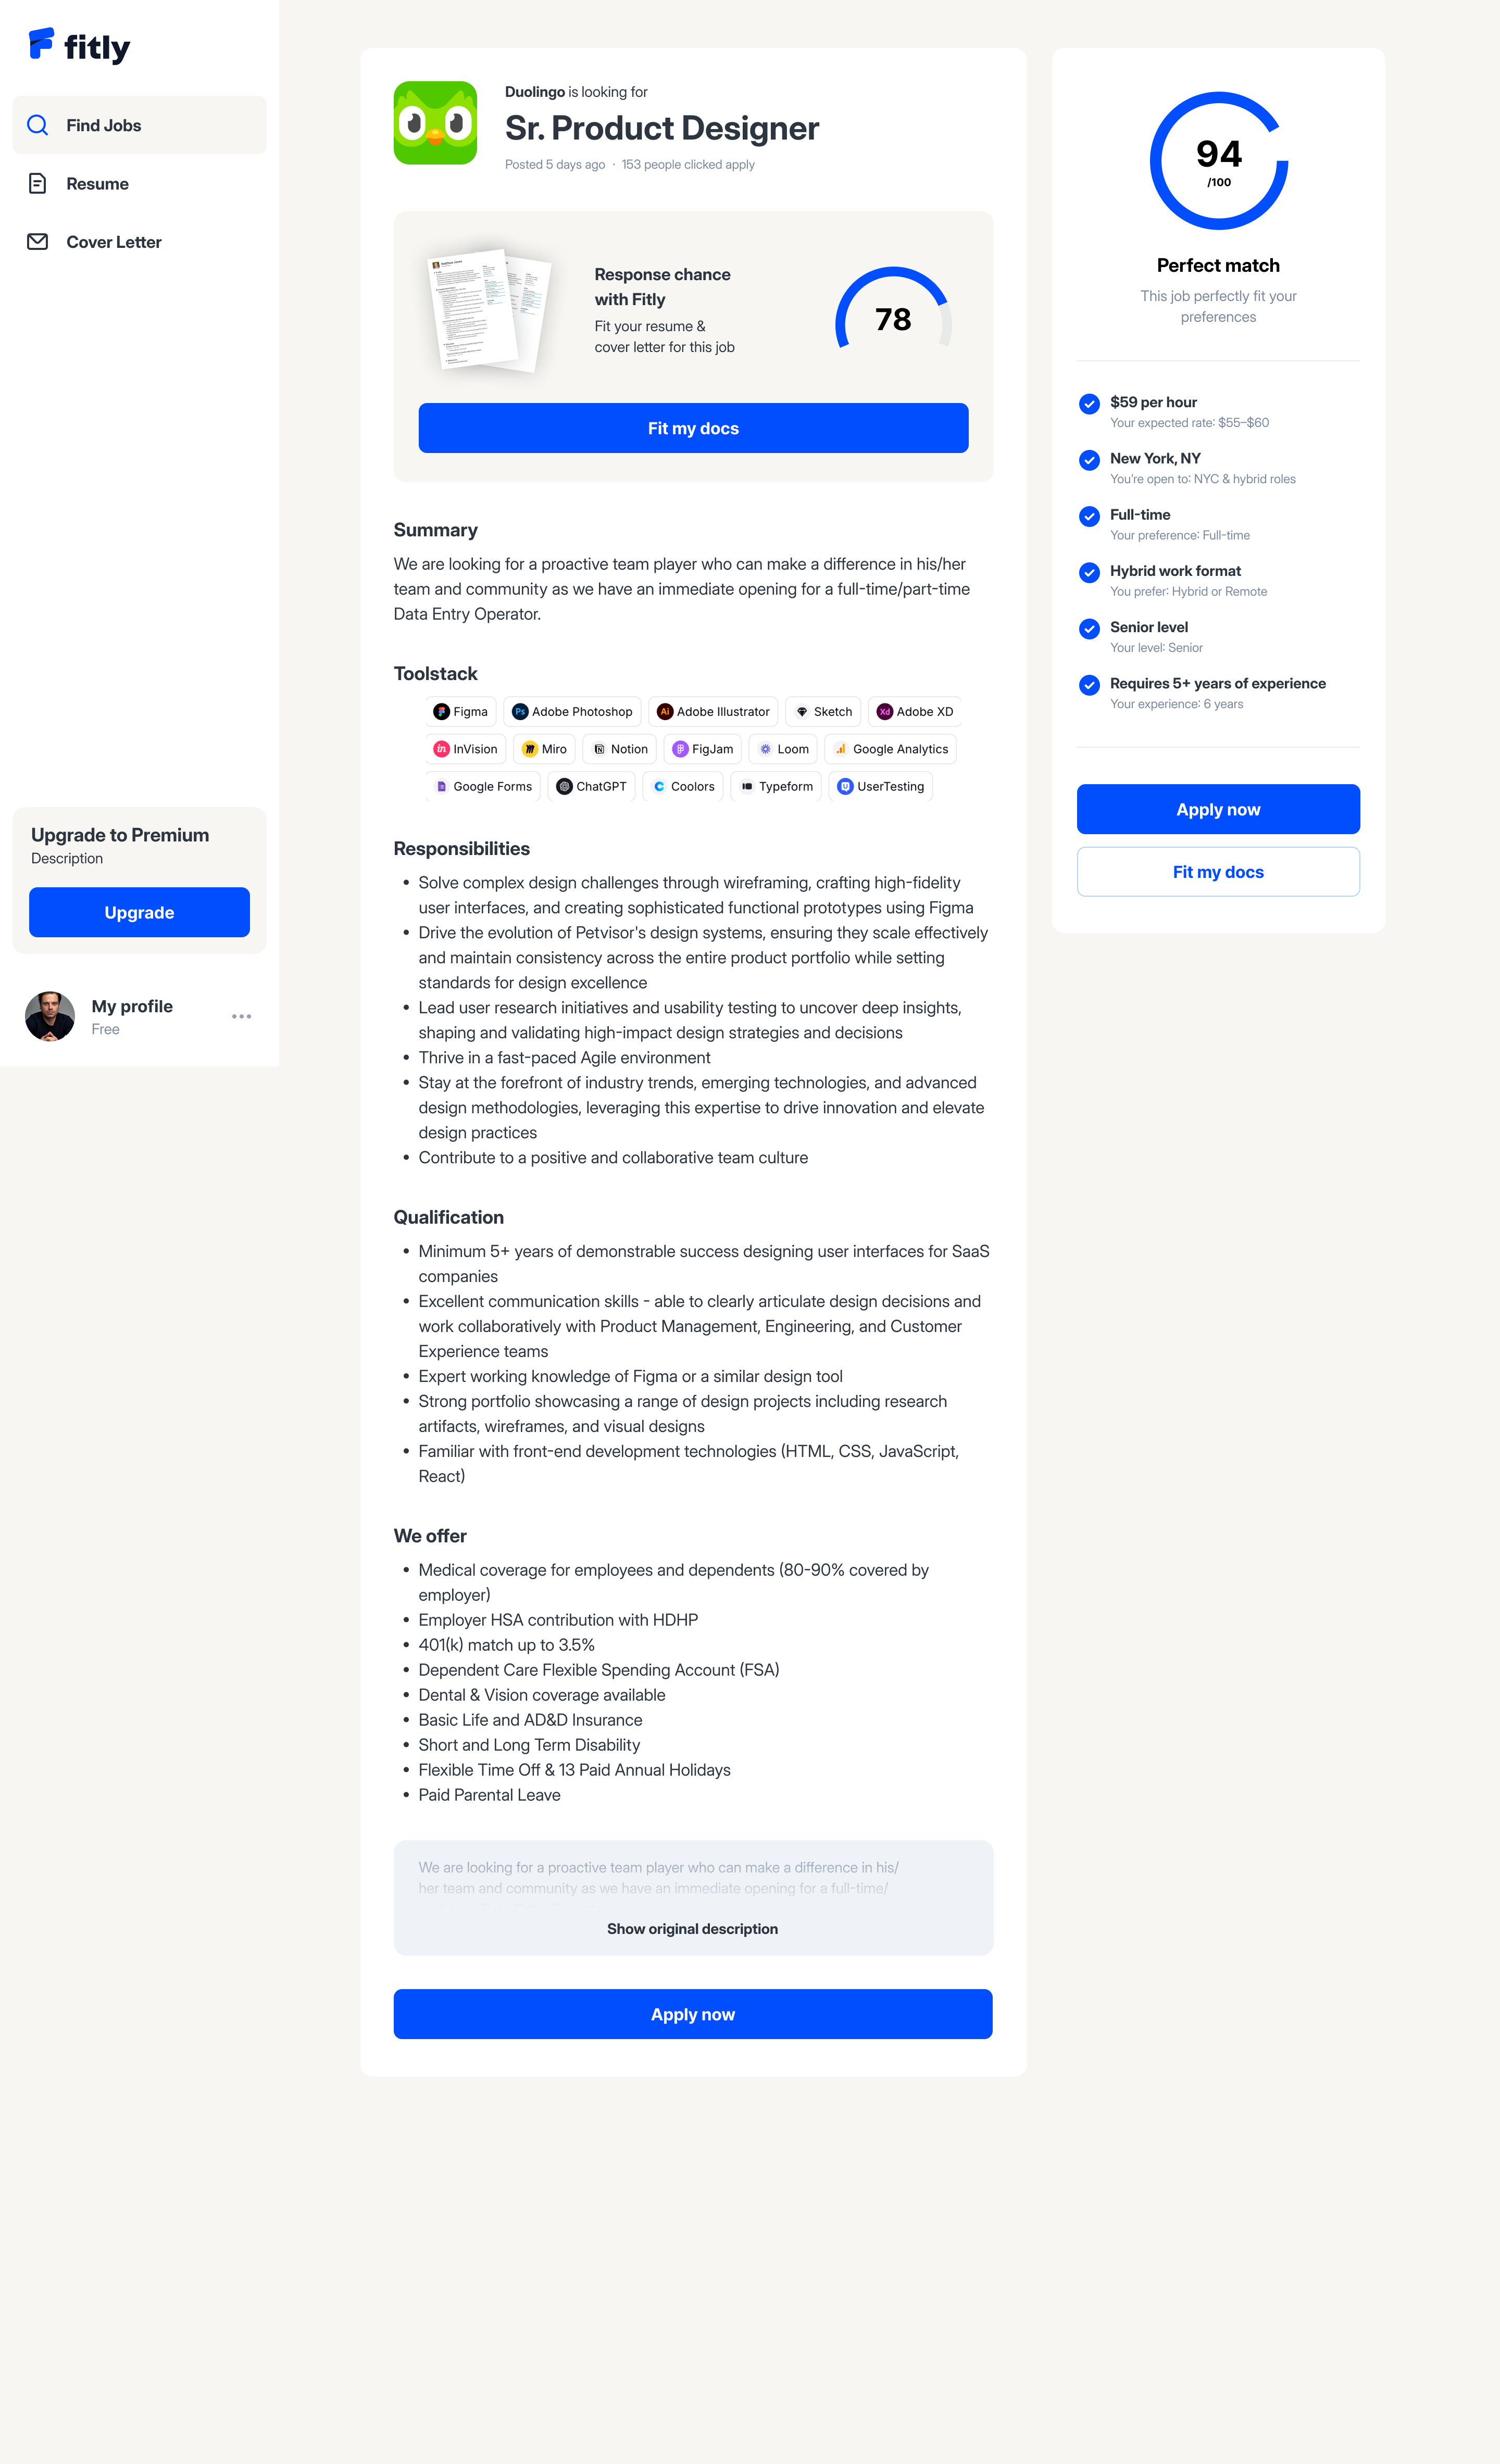 fitly
Find Jobs
Resume
Cover Letter
Upgrade to Premium
Description
Upgrade
My profile
Free
Duolingo is looking for
Sr. Product Designer
Posted 5 days ago · 153 people clicked apply
Response chance
with Fitly
Fit your resume &
cover letter for this job
78
Fit my docs
Summary
We are looking for a proactive team player who can make a difference in his/her
team and community as we have an immediate opening for a full-time/part-time
Data Entry Operator.
Toolstack
Figma Ps Adobe Photoshop Ai Adobe Illustrator Sketch Xd Adobe XD
in InVision Miro Notion FigJam Loom Google Analytics
Google Forms ChatGPT Coolors Typeform UserTesting
Responsibilities
• Solve complex design challenges through wireframing, crafting high-fidelity
user interfaces, and creating sophisticated functional prototypes using Figma
• Drive the evolution of Petvisor's design systems, ensuring they scale effectively
and maintain consistency across the entire product portfolio while setting
standards for design excellence
• Lead user research initiatives and usability testing to uncover deep insights,
shaping and validating high-impact design strategies and decisions
• Thrive in a fast-paced Agile environment
• Stay at the forefront of industry trends, emerging technologies, and advanced
design methodologies, leveraging this expertise to drive innovation and elevate
design practices
• Contribute to a positive and collaborative team culture
Qualification
• Minimum 5+ years of demonstrable success designing user interfaces for SaaS
companies
• Excellent communication skills - able to clearly articulate design decisions and
work collaboratively with Product Management, Engineering, and Customer
Experience teams
• Expert working knowledge of Figma or a similar design tool
• Strong portfolio showcasing a range of design projects including research
artifacts, wireframes, and visual designs
• Familiar with front-end development technologies (HTML, CSS, JavaScript,
React)
We offer
• Medical coverage for employees and dependents (80-90% covered by
employer)
• Employer HSA contribution with HDHP
• 401(k) match up to 3.5%
• Dependent Care Flexible Spending Account (FSA)
• Dental & Vision coverage available
• Basic Life and AD&D Insurance
• Short and Long Term Disability
• Flexible Time Off & 13 Paid Annual Holidays
• Paid Parental Leave
We are looking for a proactive team player who can make a difference in his/
her team and community as we have an immediate opening for a full-time/
Show original description
Apply now
94
/100
Perfect match
This job perfectly fit your
preferences
$59 per hour
Your expected rate: $55–$60
New York, NY
You're open to: NYC & hybrid roles
Full-time
Your preference: Full-time
Hybrid work format
You prefer: Hybrid or Remote
Senior level
Your level: Senior
Requires 5+ years of experience
Your experience: 6 years
Apply now
Fit my docs